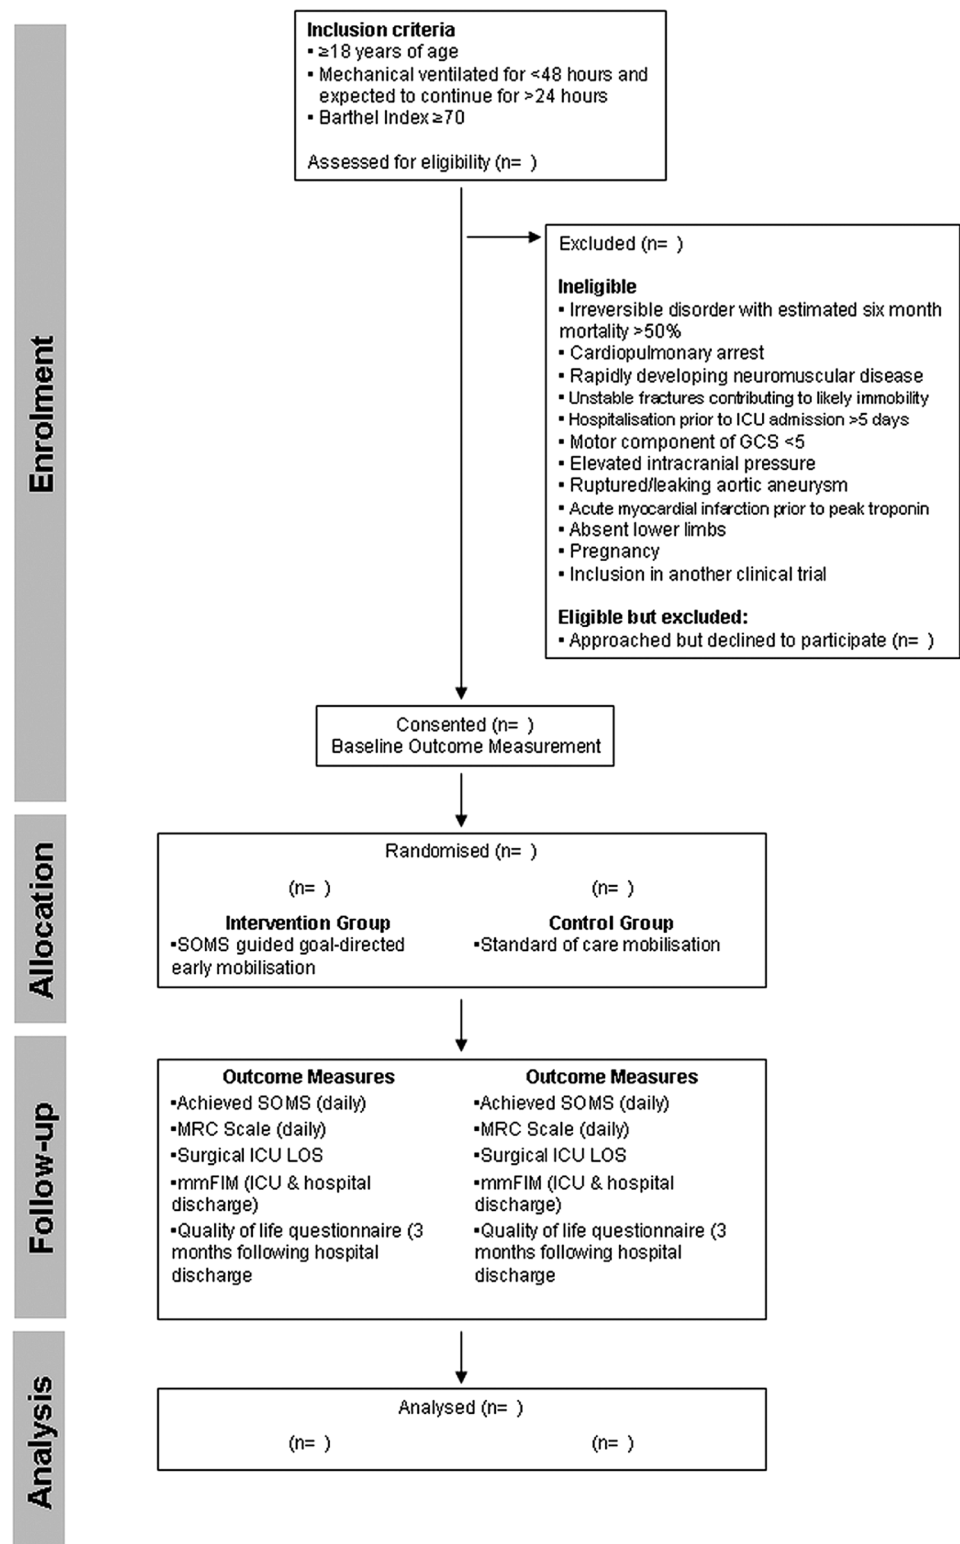 Enrolment
Inclusion criteria
▪ ≥18 years of age
▪ Mechanical ventilated for <48 hours and
expected to continue for >24 hours
▪ Barthel Index ≥70
Assessed for eligibility (n= )
Excluded (n= )
Ineligible
▪ Irreversible disorder with estimated six month
mortality >50%
▪ Cardiopulmonary arrest
▪ Rapidly developing neuromuscular disease
▪ Unstable fractures contributing to likely immobility
▪ Hospitalisation prior to ICU admission >5 days
▪ Motor component of GCS <5
▪ Elevated intracranial pressure
▪ Ruptured/leaking aortic aneurysm
▪ Acute myocardial infarction prior to peak troponin
▪ Absent lower limbs
▪ Pregnancy
▪ Inclusion in another clinical trial
Eligible but excluded:
▪ Approached but declined to participate (n= )
Consented (n= )
Baseline Outcome Measurement
Allocation
Randomised (n= )
(n= )
Intervention Group
▪SOMS guided goal-directed
early mobilisation
(n= )
Control Group
▪Standard of care mobilisation
Follow-up
Outcome Measures
▪Achieved SOMS (daily)
▪MRC Scale (daily)
▪Surgical ICU LOS
▪mmFIM (ICU & hospital
discharge)
▪Quality of life questionnaire (3
months following hospital
discharge
Outcome Measures
▪Achieved SOMS (daily)
▪MRC Scale (daily)
▪Surgical ICU LOS
▪mmFIM (ICU & hospital
discharge)
▪Quality of life questionnaire (3
months following hospital
discharge
Analysis
Analysed (n= )
(n= )
(n= )